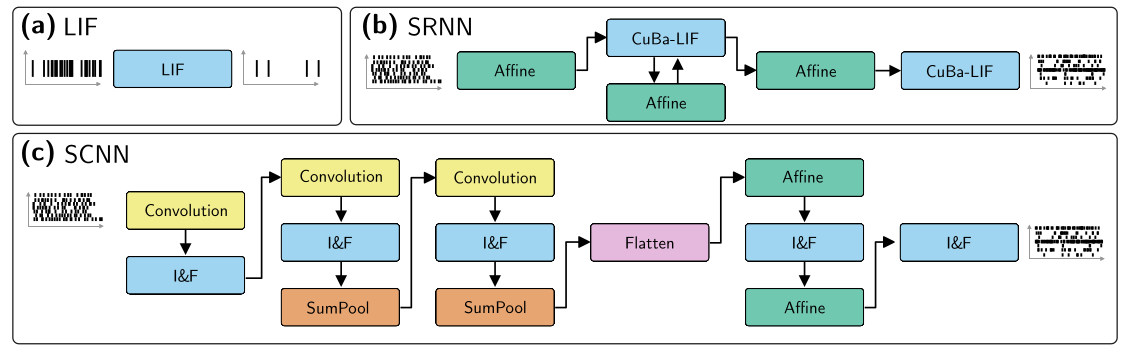 (a) LIF
LIF
(b) SRNN
Affine
CuBa-LIF
Affine
Affine
CuBa-LIF
(c) SCNN
Convolution
I&F
Convolution
I&F
SumPool
Convolution
I&F
SumPool
Flatten
Affine
I&F
Affine
I&F